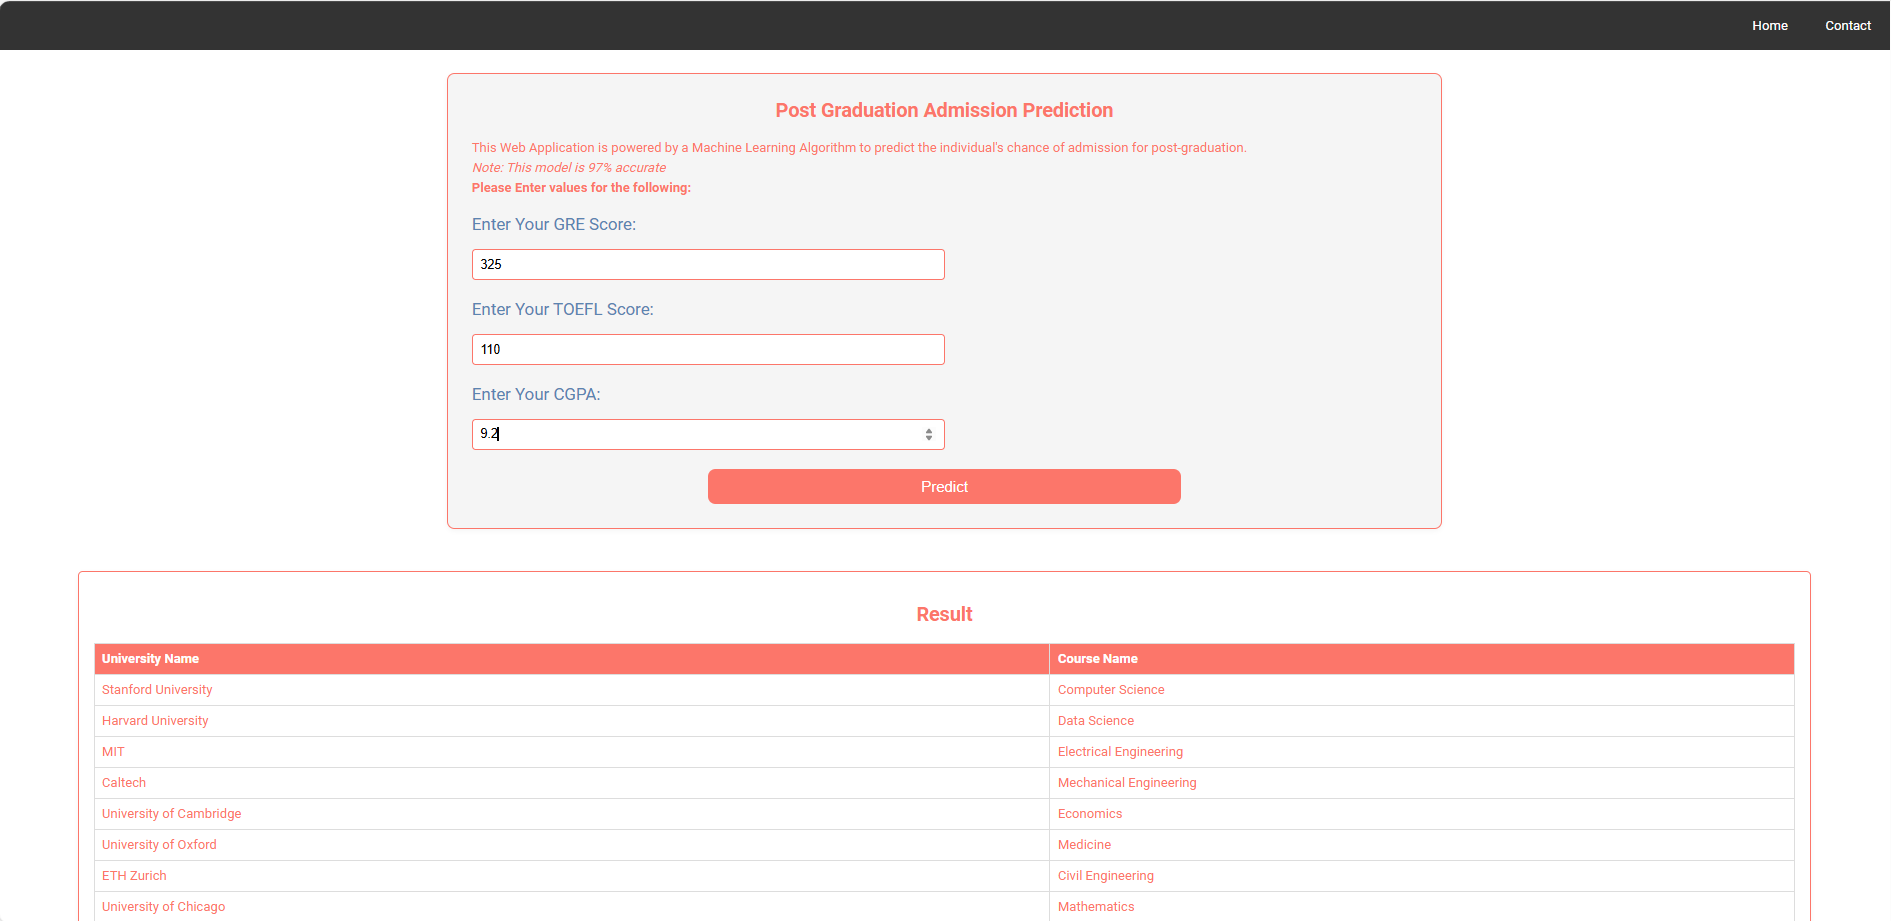 Home Contact
Post Graduation Admission Prediction
This Web Application is powered by a Machine Learning Algorithm to predict the individual's chance of admission for post-graduation.
Note: This model is 97% accurate
Please Enter values for the following:
Enter Your GRE Score:
325
Enter Your TOEFL Score:
110
Enter Your CGPA:
9.2
Predict
Result
University Name Course Name
Stanford University Computer Science
Harvard University Data Science
MIT Electrical Engineering
Caltech Mechanical Engineering
University of Cambridge Economics
University of Oxford Medicine
ETH Zurich Civil Engineering
University of Chicago Mathematics